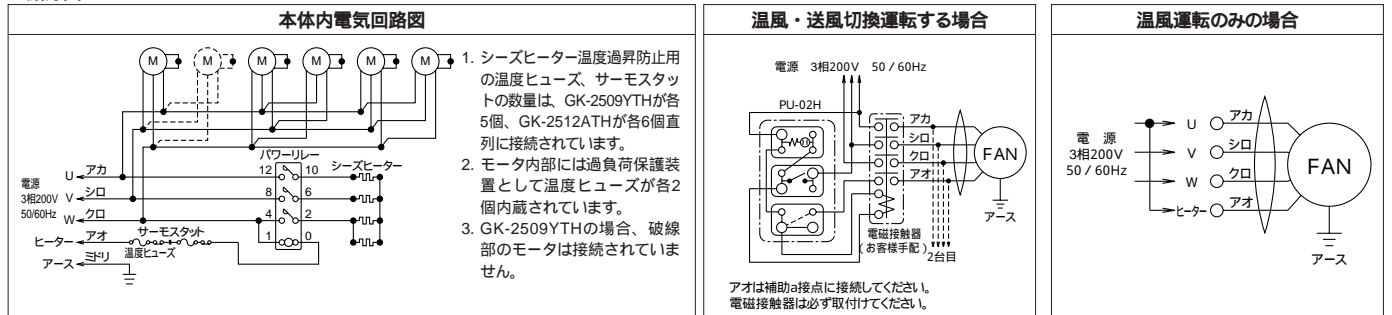 本体内電気回路図
M M M M M M
パワーリレー
シーズヒーター
12 10
8 6
4 2
1 0
電源
3相200V
50/60Hz
U アカ
V シロ
W クロ
ヒーター アオ
サーモスタット
温度ヒューズ
アース ミドリ
1. シーズヒーター温度過昇防止用
の温度ヒューズ、サーモスタッ
トの数量は、GK-2509YTHが各
5個、GK-2512ATHが各6個直
列に接続されています。
2. モータ内部には過負荷保護装
置として温度ヒューズが各2
個内蔵されています。
3. GK-2509YTHの場合、破線
部のモータは接続されていま
せん。
温風・送風切換運転する場合
電源 3相200V 50 / 60Hz
PU-02H
アカ
シロ
クロ
アオ
FAN
アース
電磁接触器
(お客様手配)
2台目
アオは補助a接点に接続してください。
電磁接触器は必ず取付けてください。
温風運転のみの場合
電 源
3相200V
50 / 60Hz
U アカ
V シロ
W クロ
ヒーター アオ
FAN
アース